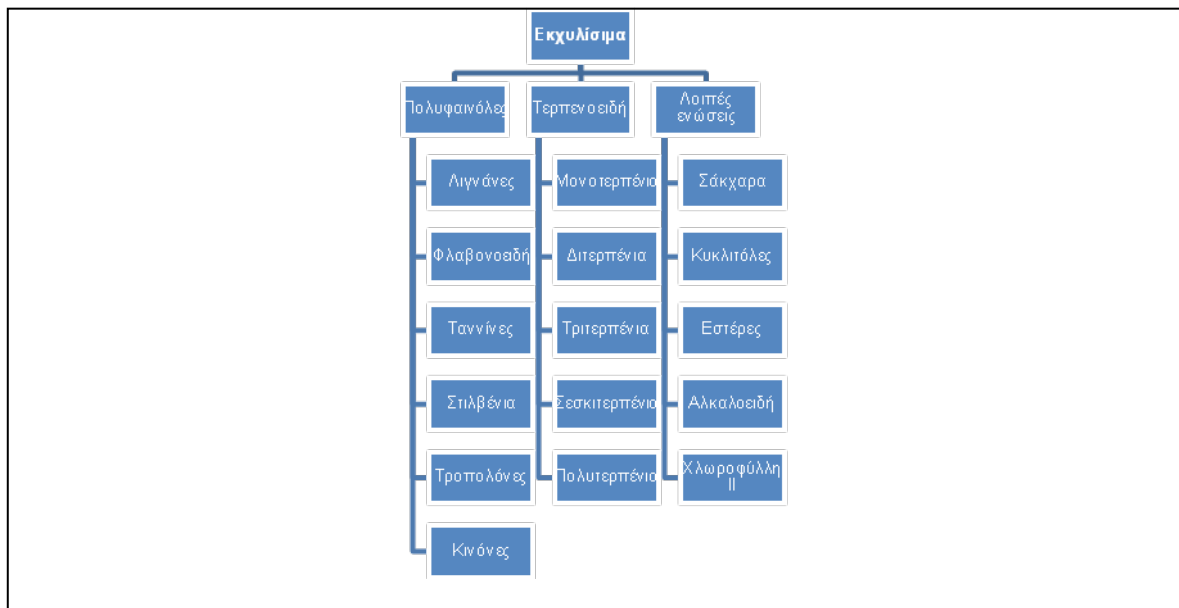 Εκχυλίσιμα
Πολυφαινόλες
Τερπενοειδή
Λοιπές
ενώσεις
Λιγνάνες
Φλαβονοειδή
Ταννίνες
Στιλβένια
Τροπολόνες
Κινόνες
Μονοτερπένια
Διτερπένια
Τριτερπένια
Σεσκιτερπένια
Πολυτερπένια
Σάκχαρα
Κυκλιτόλες
Εστέρες
Αλκαλοειδή
Χλωροφύλλη
ΙΙ